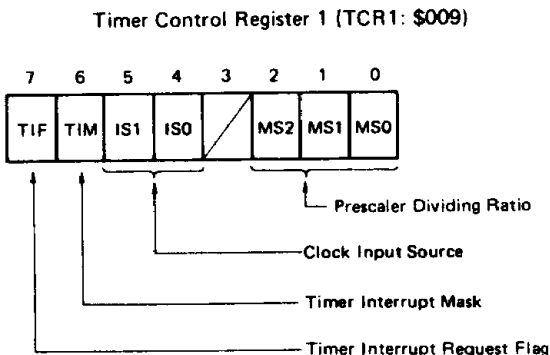 Timer Control Register 1 (TCR1: $009)
7 6 5 4 3 2 1 0
TIF TIM IS1 IS0 MS2 MS1 MS0
Prescaler Dividing Ratio
Clock Input Source
Timer Interrupt Mask
Timer Interrupt Request Flag